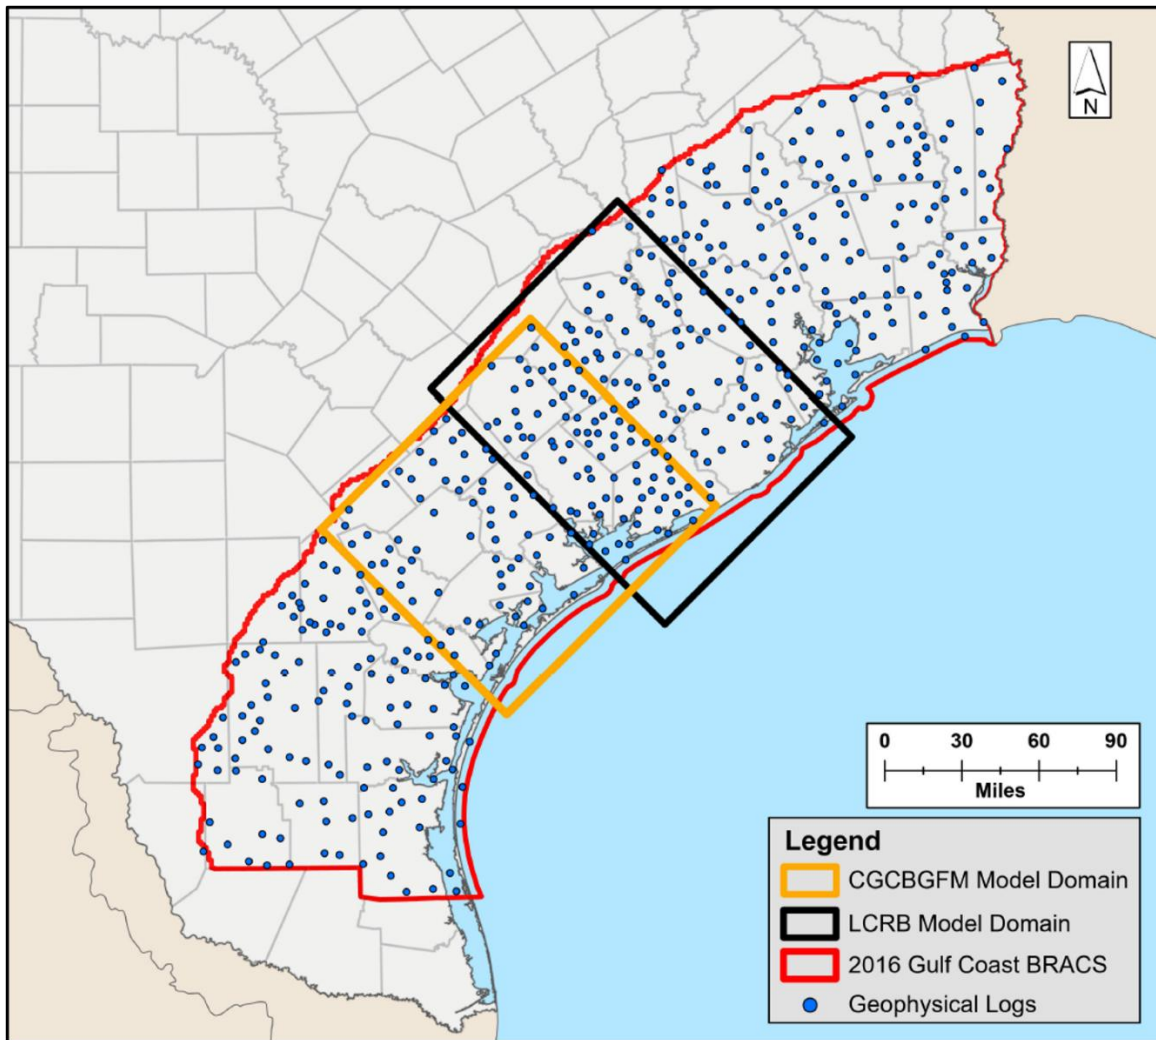 N
0 30 60 90
Miles
Legend
CGCBGFM Model Domain
LCRB Model Domain
2016 Gulf Coast BRACS
Geophysical Logs